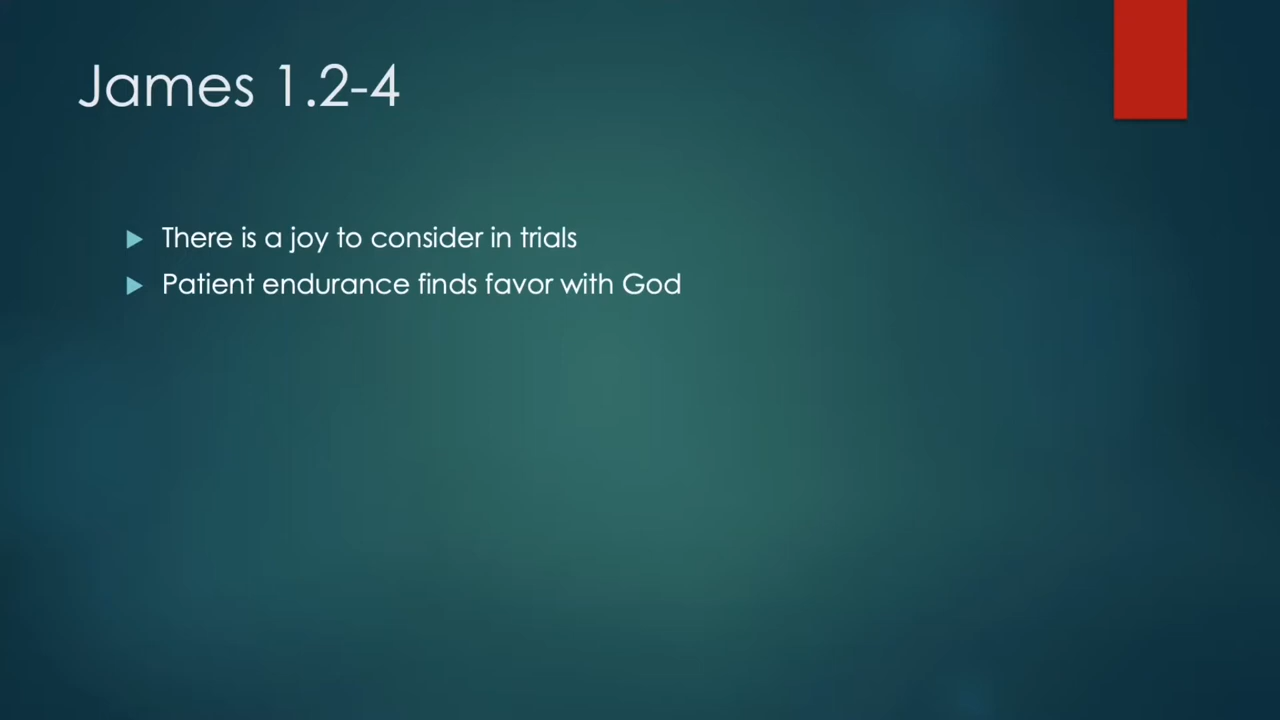 James 1.2-4
There is a joy to consider in trials
Patient endurance finds favor with God